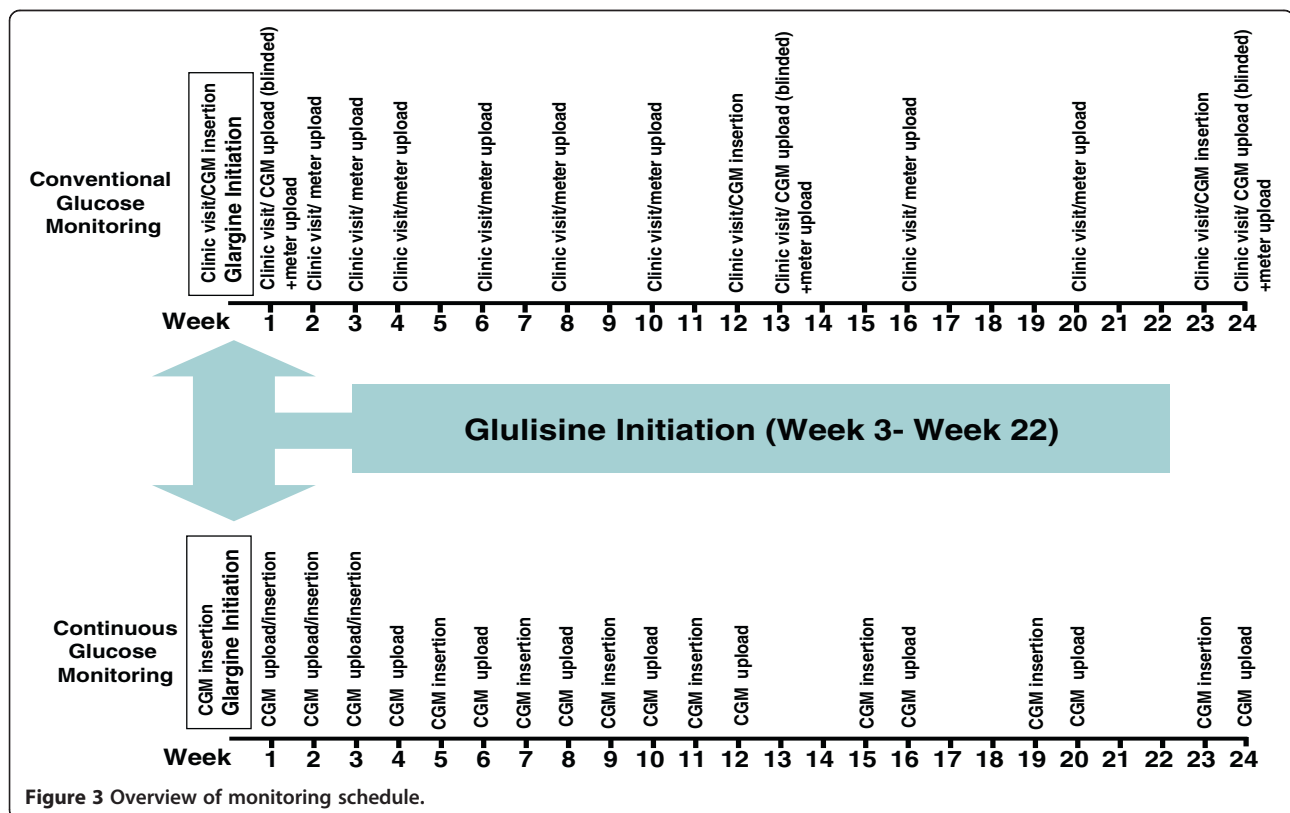 Conventional
Glucose
Monitoring
Clinic visit/CGM insertion
Glargine Initiation
Clinic visit/ CGM upload (blinded)
+meter upload
Clinic visit/ meter upload
Clinic visit/ meter upload
Clinic visit/meter upload
Clinic visit/meter upload
Clinic visit/meter upload
Clinic visit/meter upload
Clinic visit/CGM insertion
Clinic visit/ CGM upload (blinded)
+meter upload
Clinic visit/ meter upload
Clinic visit/meter upload
Clinic visit/CGM insertion
Clinic visit/ CGM upload (blinded)
+meter upload
Week 1 2 3 4 5 6 7 8 9 10 11 12 13 14 15 16 17 18 19 20 21 22 23 24
Glulisine Initiation (Week 3- Week 22)
Continuous
Glucose
Monitoring
CGM insertion
Glargine Initiation
CGM upload/insertion
CGM upload/insertion
CGM upload/insertion
CGM upload
CGM insertion
CGM upload
CGM insertion
CGM upload
CGM insertion
CGM upload
CGM insertion
CGM upload
CGM insertion
CGM upload
CGM insertion
CGM upload
CGM insertion
CGM upload
Week 1 2 3 4 5 6 7 8 9 10 11 12 13 14 15 16 17 18 19 20 21 22 23 24
Figure 3 Overview of monitoring schedule.